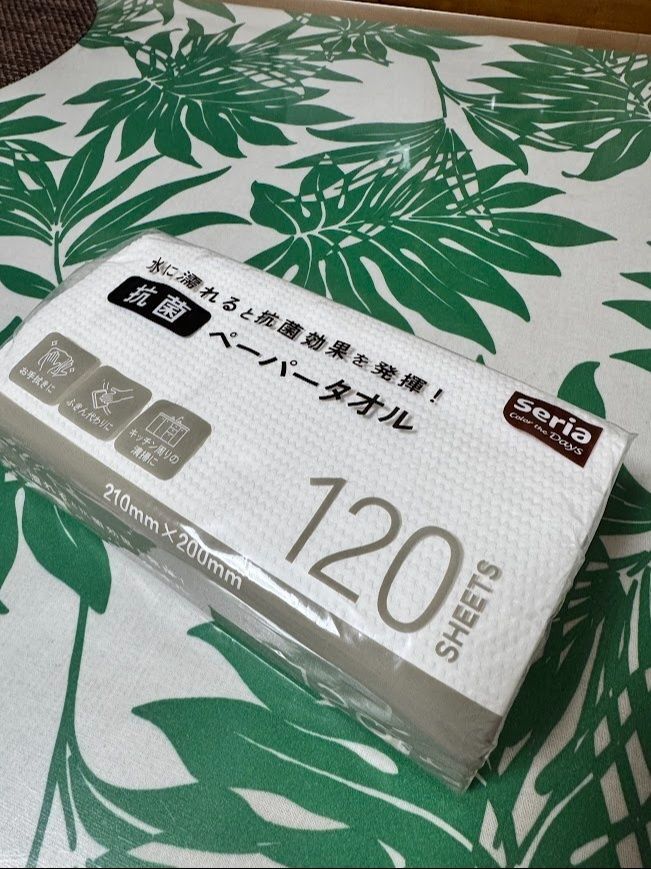 水に濡れると抗菌効果を発揮!
抗菌
ペーパータオル
お手拭きに
ふきん代わりに
キッチン周りの
清掃に
seria
Color the Days
120
SHEETS
210mm×200mm